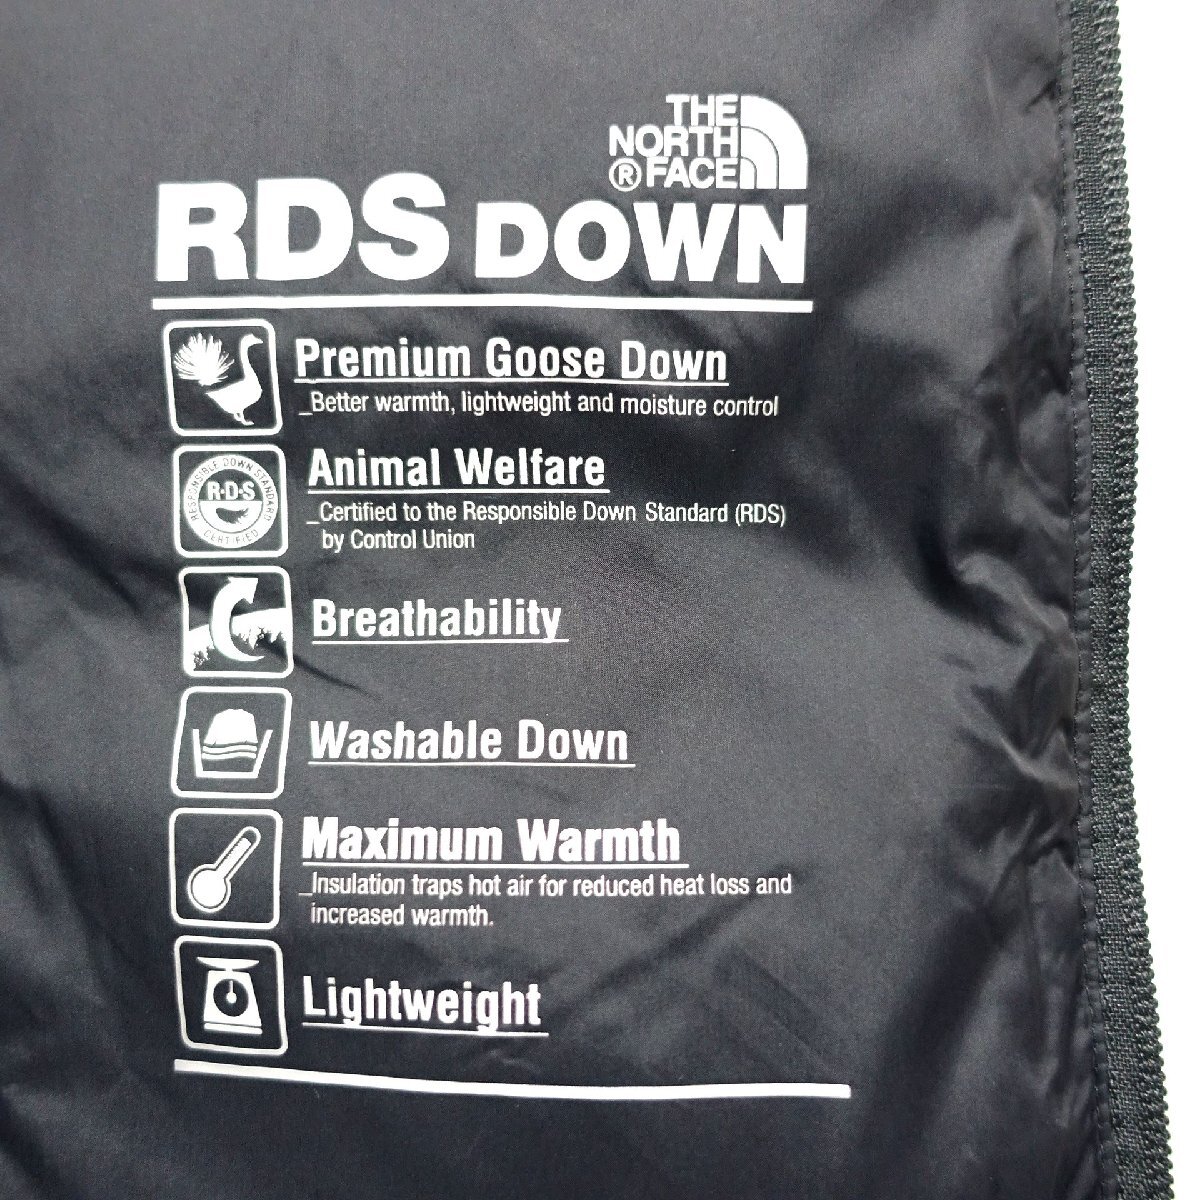 THE
NORTH
® FACE
RDS DOWN
Premium Goose Down
_Better warmth, lightweight and moisture control
RESPONSIBLE DOWN STANDARD
R·D·S
CERTIFIED
Animal Welfare
_Certified to the Responsible Down Standard (RDS)
by Control Union
Breathability
Washable Down
Maximum Warmth
_Insulation traps hot air for reduced heat loss and
increased warmth.
Lightweight